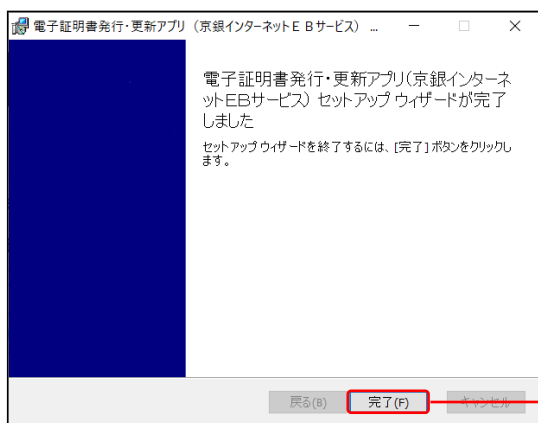 電子証明書発行・更新アプリ（京銀インターネットＥＢサービス） ...
電子証明書発行・更新アプリ(京銀インターネ
ットEBサービス) セットアップ ウィザードが完了
しました
セットアップ ウィザードを終了するには、[完了] ボタンをクリックし
ます。
戻る(B) 完了(F) キャンセル